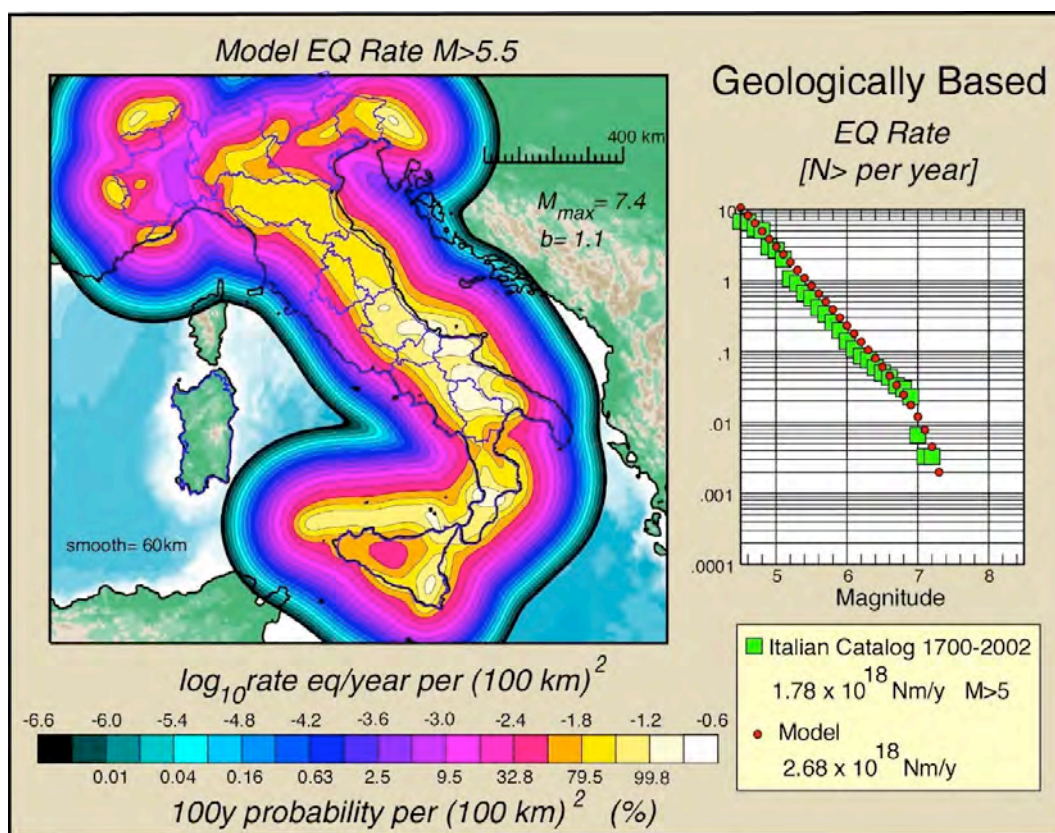 Model EQ Rate M>5.5
400 km
M_max= 7.4
b= 1.1
smooth= 60km
log₁₀rate eq/year per (100 km)²
-6.6 -6.0 -5.4 -4.8 -4.2 -3.6 -3.0 -2.4 -1.8 -1.2 -0.6
0.01 0.04 0.16 0.63 2.5 9.5 32.8 79.5 99.8
100y probability per (100 km)² (%)
Geologically Based
EQ Rate
[N> per year]
10
1
.1
.01
.001
.0001
5 6 7 8
Magnitude
Italian Catalog 1700-2002
1.78 x 10¹⁸ Nm/y M>5
Model
2.68 x 10¹⁸ Nm/y